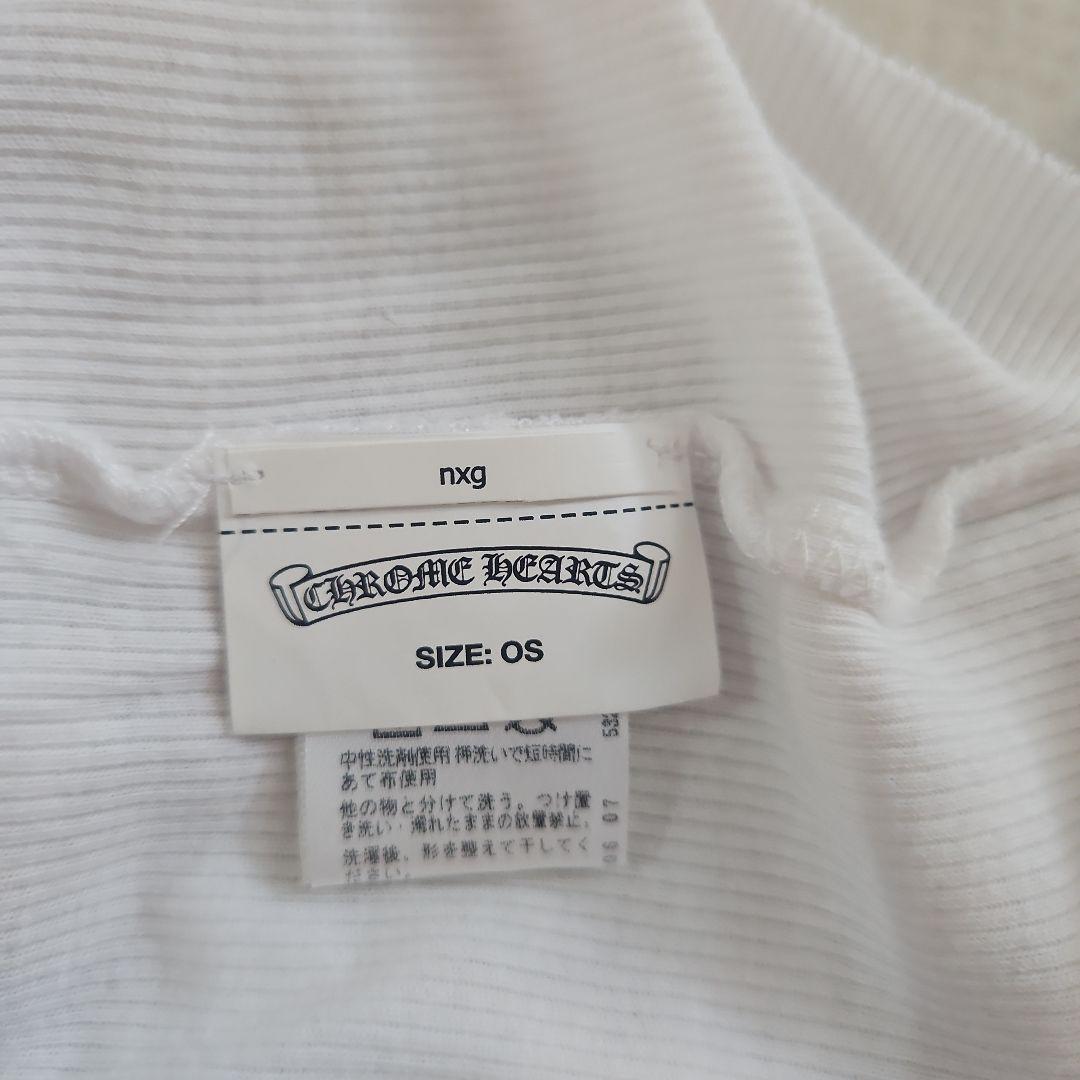 nxg
CHROME HEARTS
SIZE: OS
中性洗剤使用 押洗いで短時間に
あて布使用
他の物と分けて洗う。つけ置
き洗い・濡れたままの放置禁止。
洗濯後、形を整えて干してく
ださい。
07